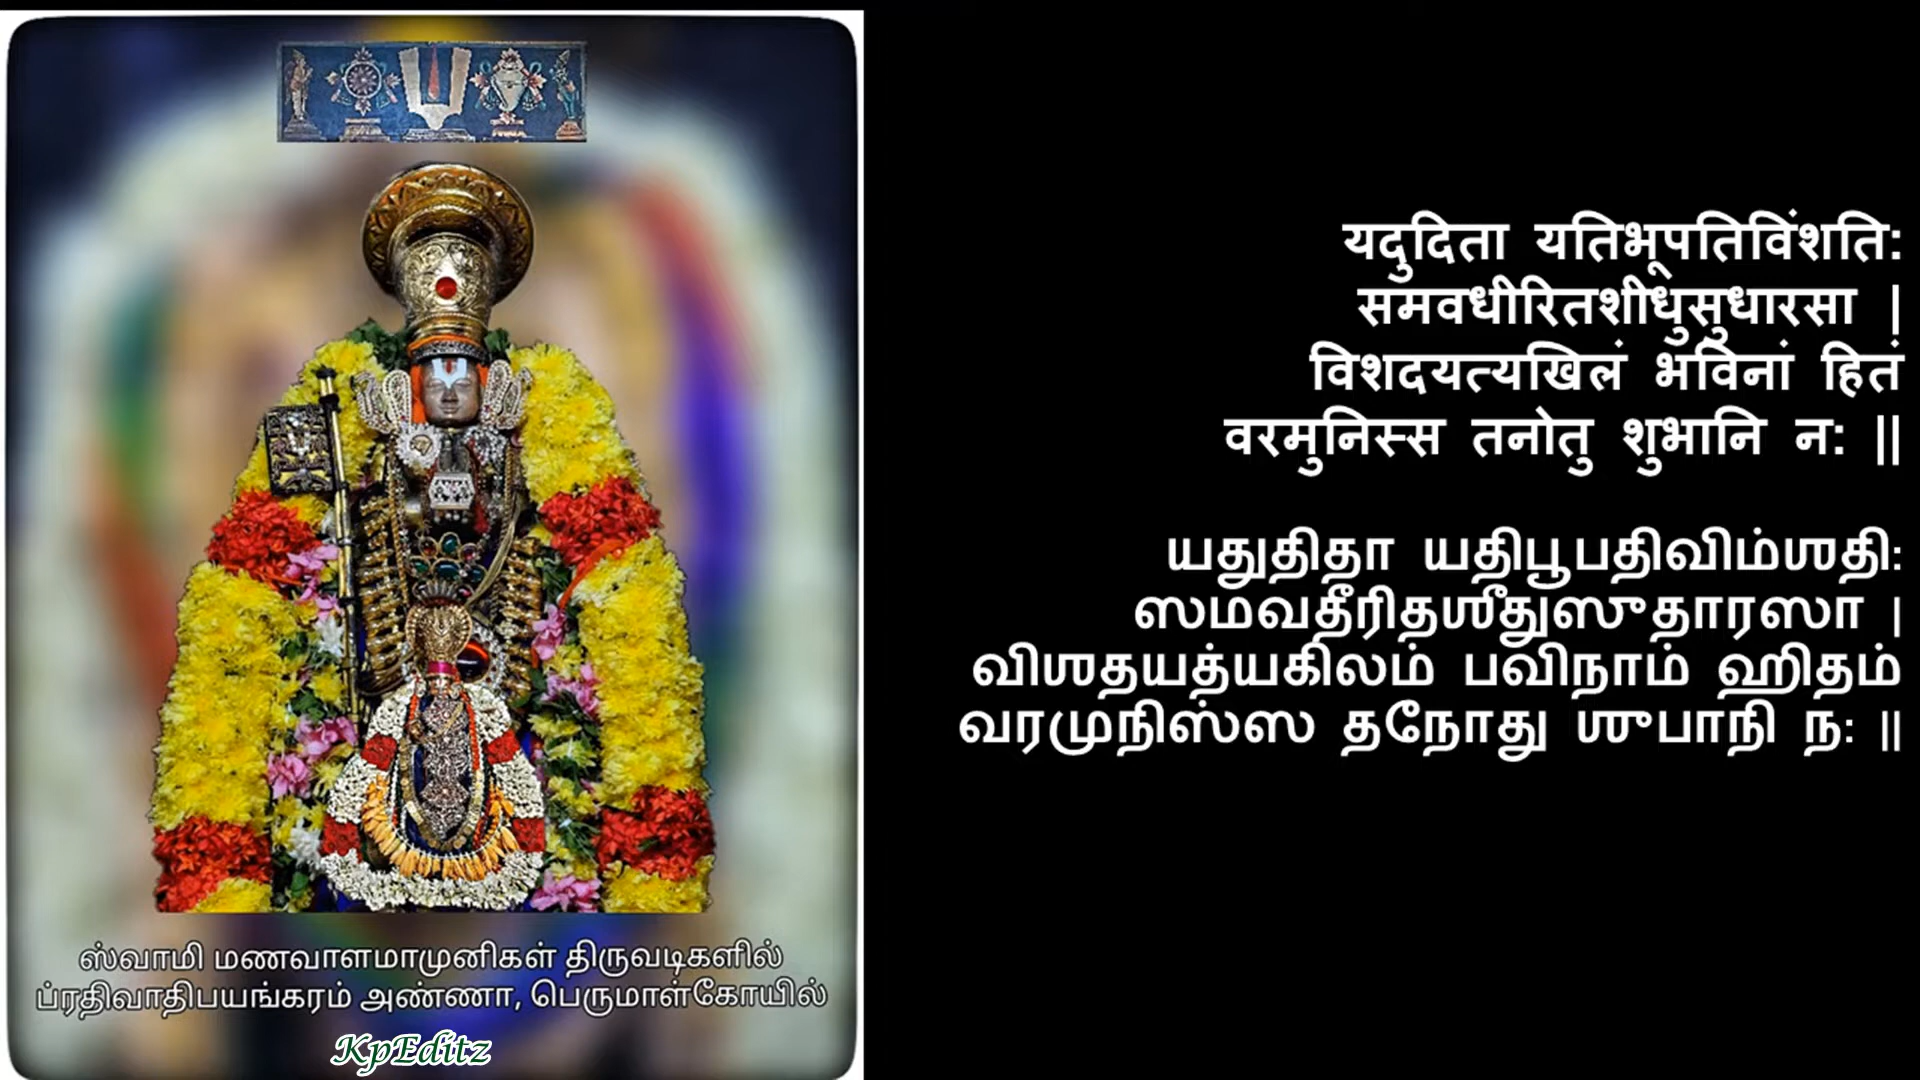 यदुदिता यतिभूपतिविंशति:
समवधीरितशीधुसुधारसा |
विशदयत्यखिलं भविनां हितं
वरमुनिस्स तनोतु शुभानि न: ||
யதுதிதா யதிபூபதிவிம்ஶதி:
ஸமவதீரிதஶீதுஸுதாரஸா |
விஶதயத்யகிலம் பவிநாம் ஹிதம்
வரமுநிஸ்ஸ தநோது ஶுபாநி ந: ||
ஸ்வாமி மணவாளமாமுனிகள் திருவடிகளில்
ப்ரதிவாதிபயங்கரம் அண்ணா, பெருமாள்கோயில்
KpEditz